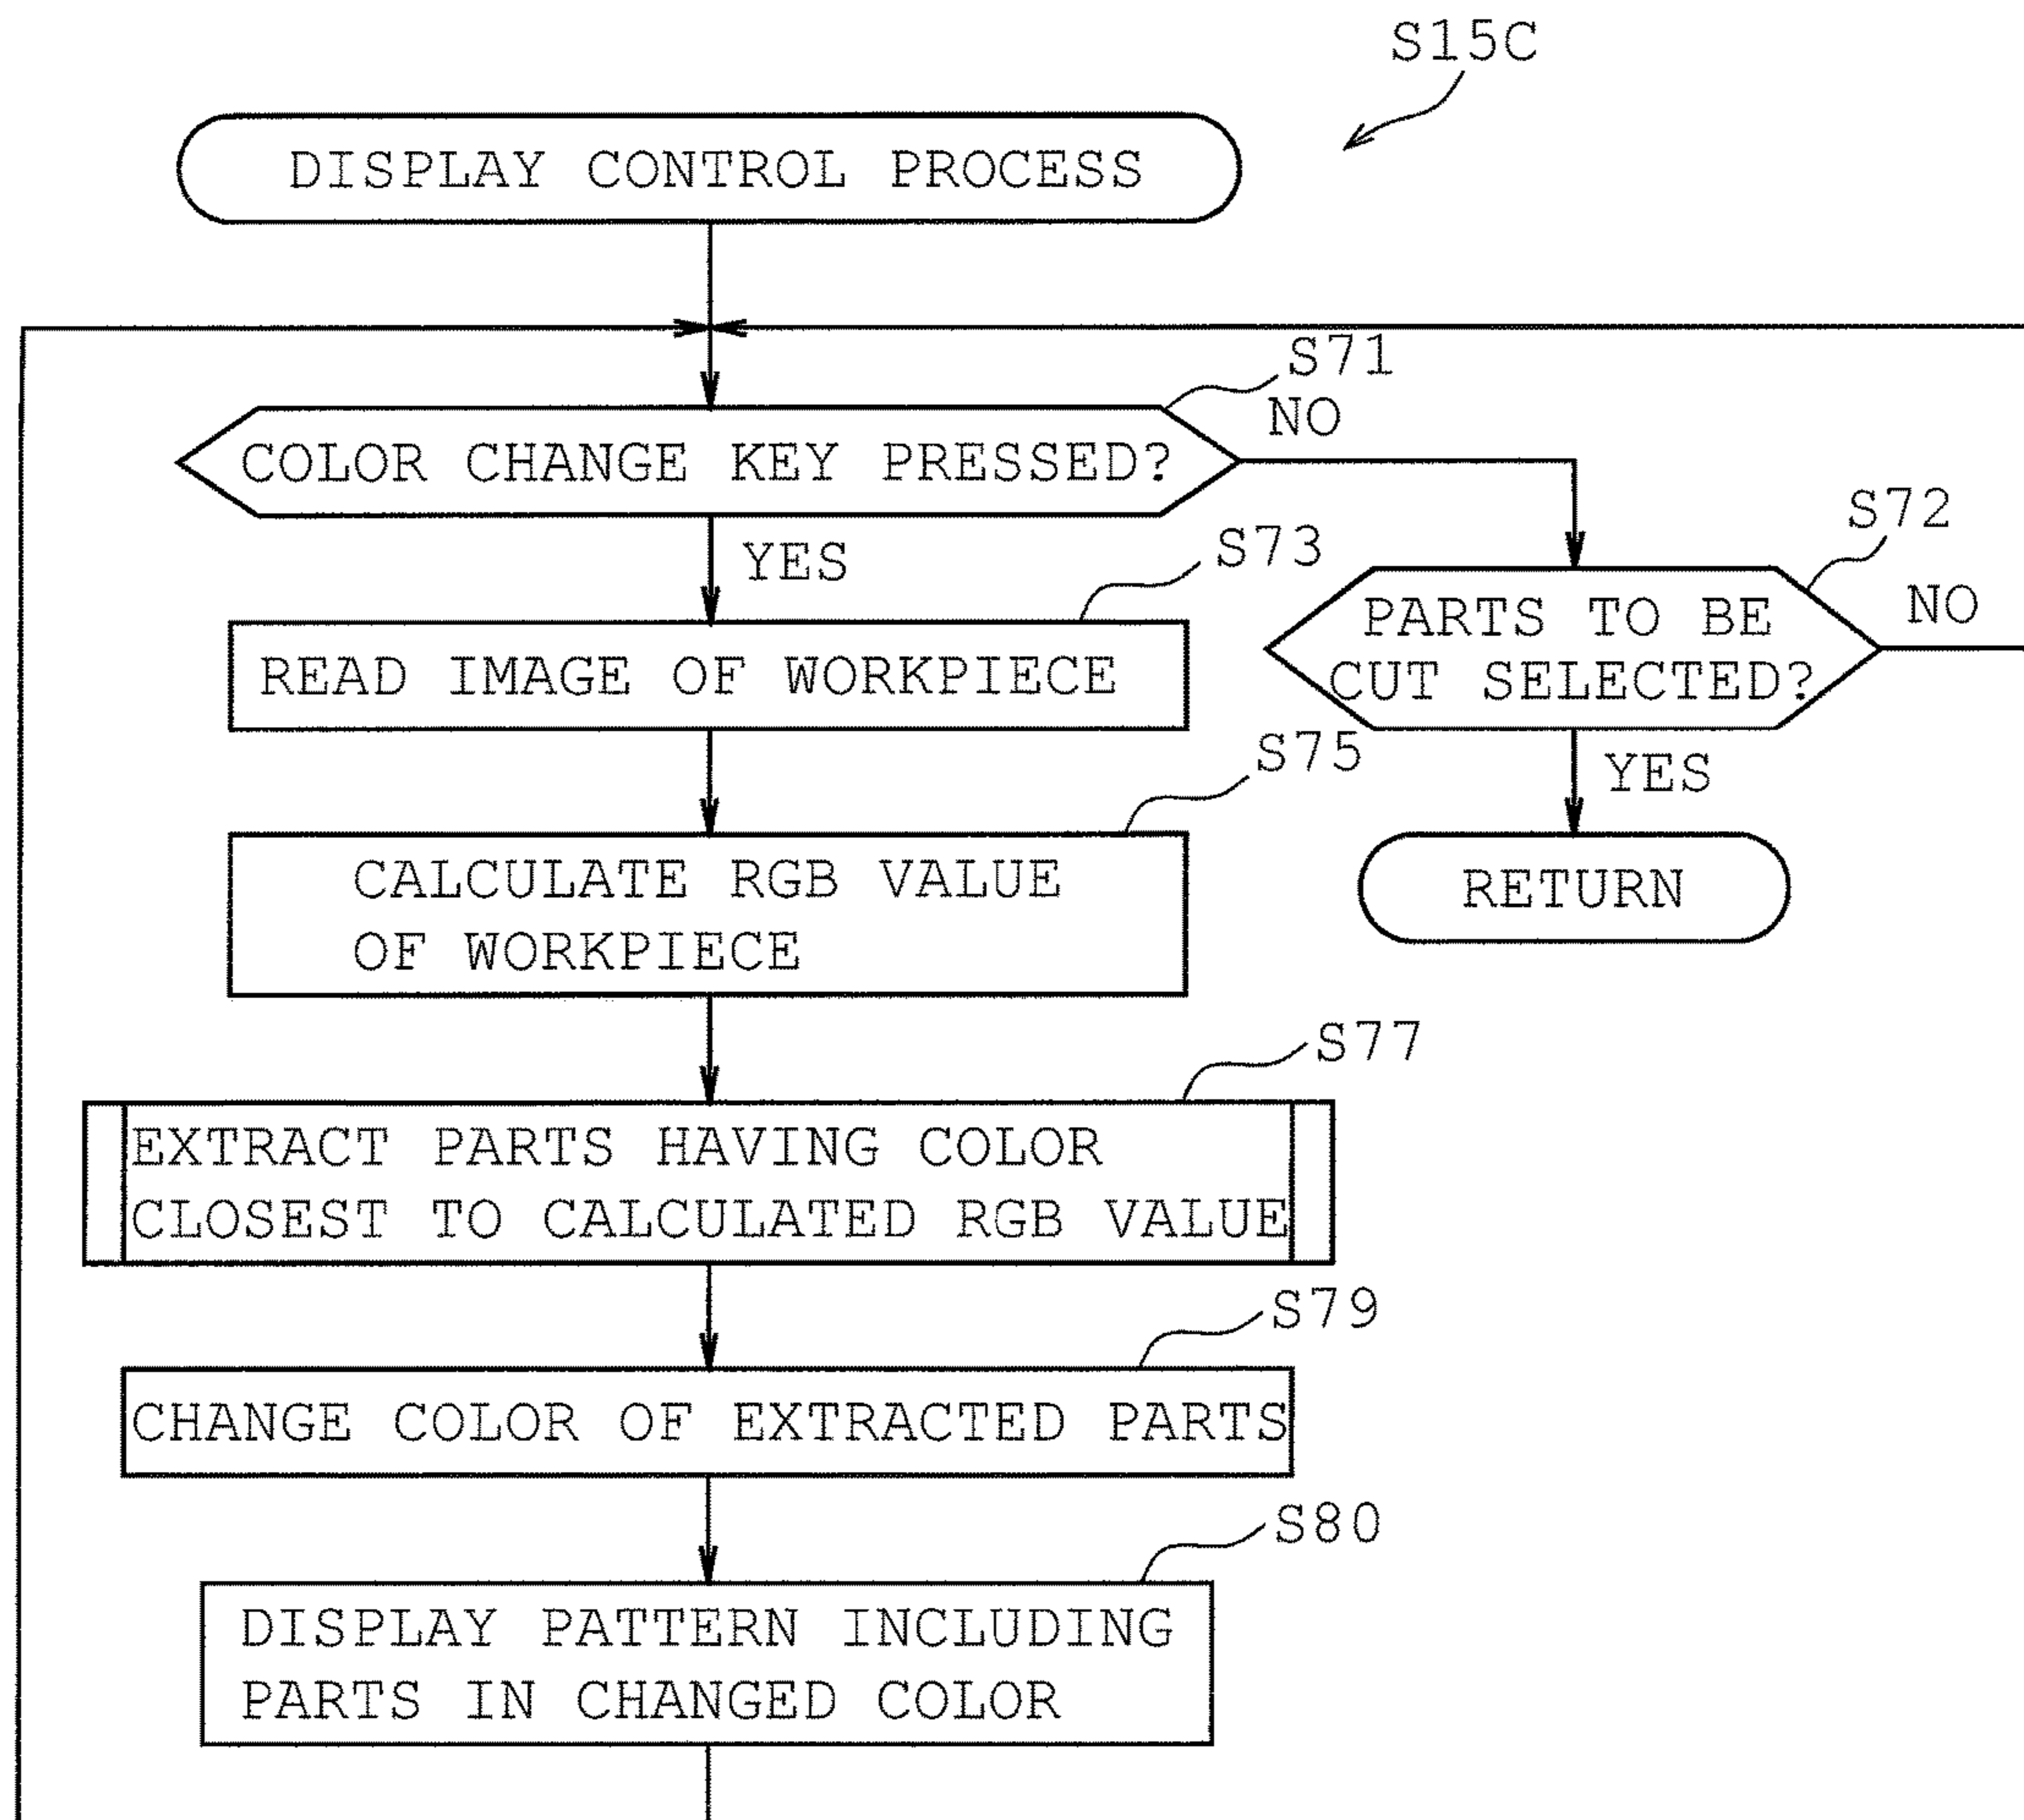 S15C
DISPLAY CONTROL PROCESS
S71
NO
COLOR CHANGE KEY PRESSED?
S72
S73
YES
NO
PARTS TO BE
CUT SELECTED?
READ IMAGE OF WORKPIECE
S75
YES
CALCULATE RGB VALUE
OF WORKPIECE
RETURN
S77
EXTRACT PARTS HAVING COLOR
CLOSEST TO CALCULATED RGB VALUE
S79
CHANGE COLOR OF EXTRACTED PARTS
S80
DISPLAY PATTERN INCLUDING
PARTS IN CHANGED COLOR